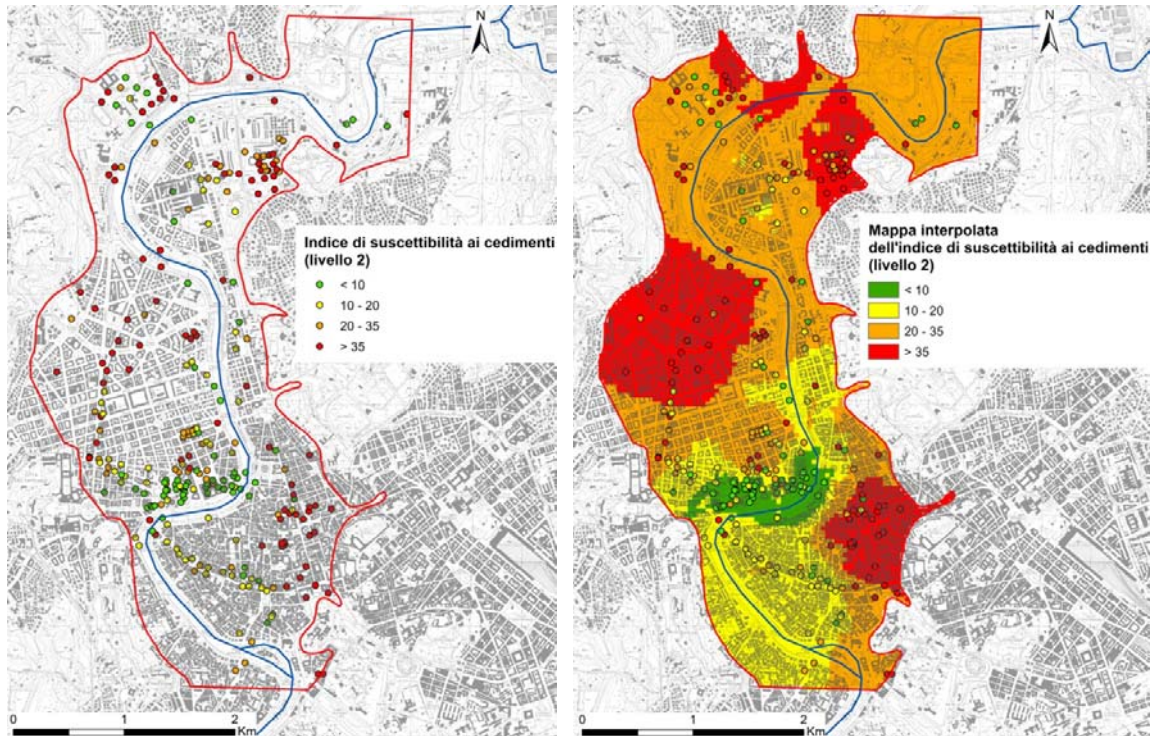 N
Indice di suscettibilità ai cedimenti
(livello 2)
< 10
10 - 20
20 - 35
> 35
0
1
2
Km
N
Mappa interpolata
dell'indice di suscettibilità ai cedimenti
(livello 2)
< 10
10 - 20
20 - 35
> 35
0
1
2
Km